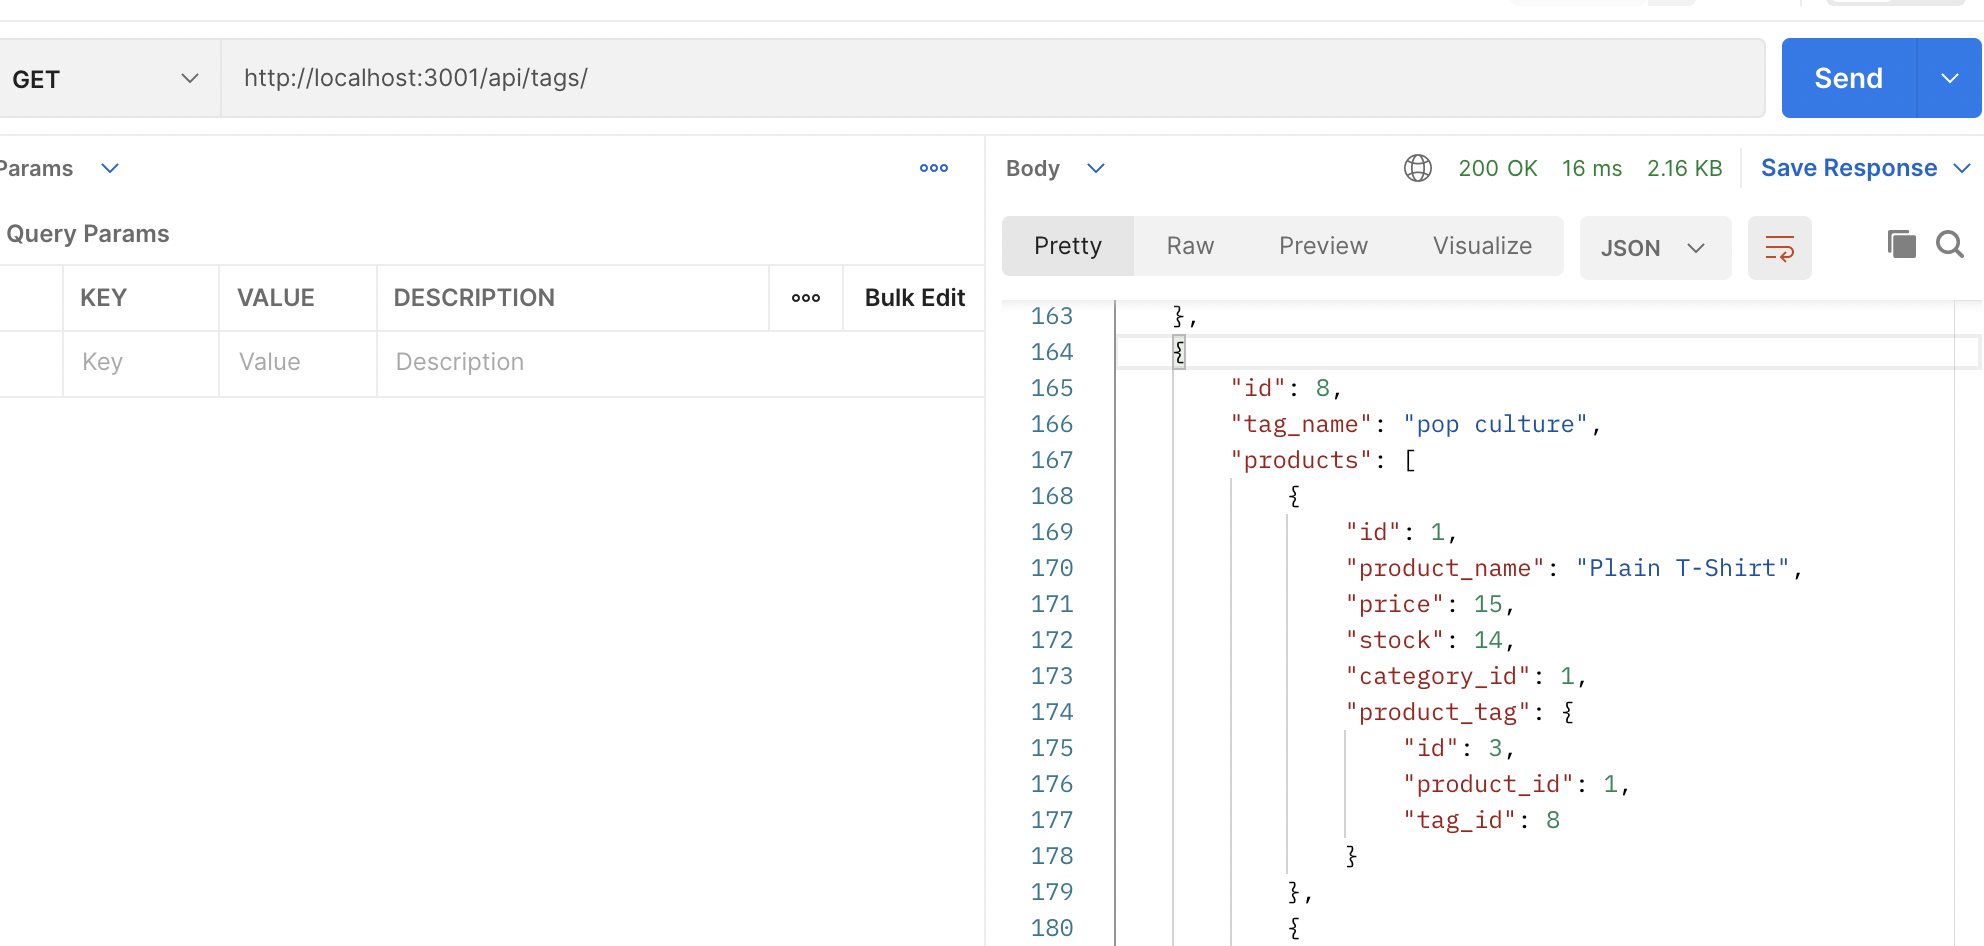 GET http://localhost:3001/api/tags/ Send
Params
Query Params
KEY VALUE DESCRIPTION Bulk Edit
Key Value Description
Body 200 OK 16 ms 2.16 KB Save Response
Pretty Raw Preview Visualize JSON
163 },
164 {
165 "id": 8,
166 "tag_name": "pop culture",
167 "products": [
168 {
169 "id": 1,
170 "product_name": "Plain T-Shirt",
171 "price": 15,
172 "stock": 14,
173 "category_id": 1,
174 "product_tag": {
175 "id": 3,
176 "product_id": 1,
177 "tag_id": 8
178 }
179 },
180 {